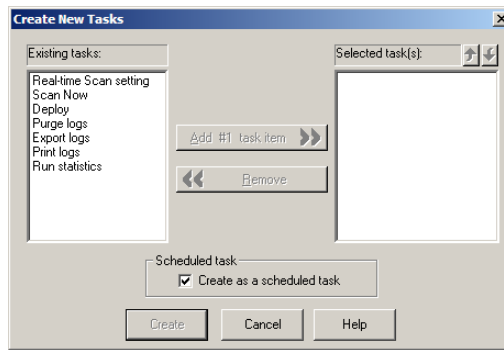 Create New Tasks
Existing tasks:
Selected task(s):
Real-time Scan setting
Scan Now
Deploy
Purge logs
Export logs
Print logs
Run statistics
Add #1 task item
Remove
Scheduled task
Create as a scheduled task
Create
Cancel
Help